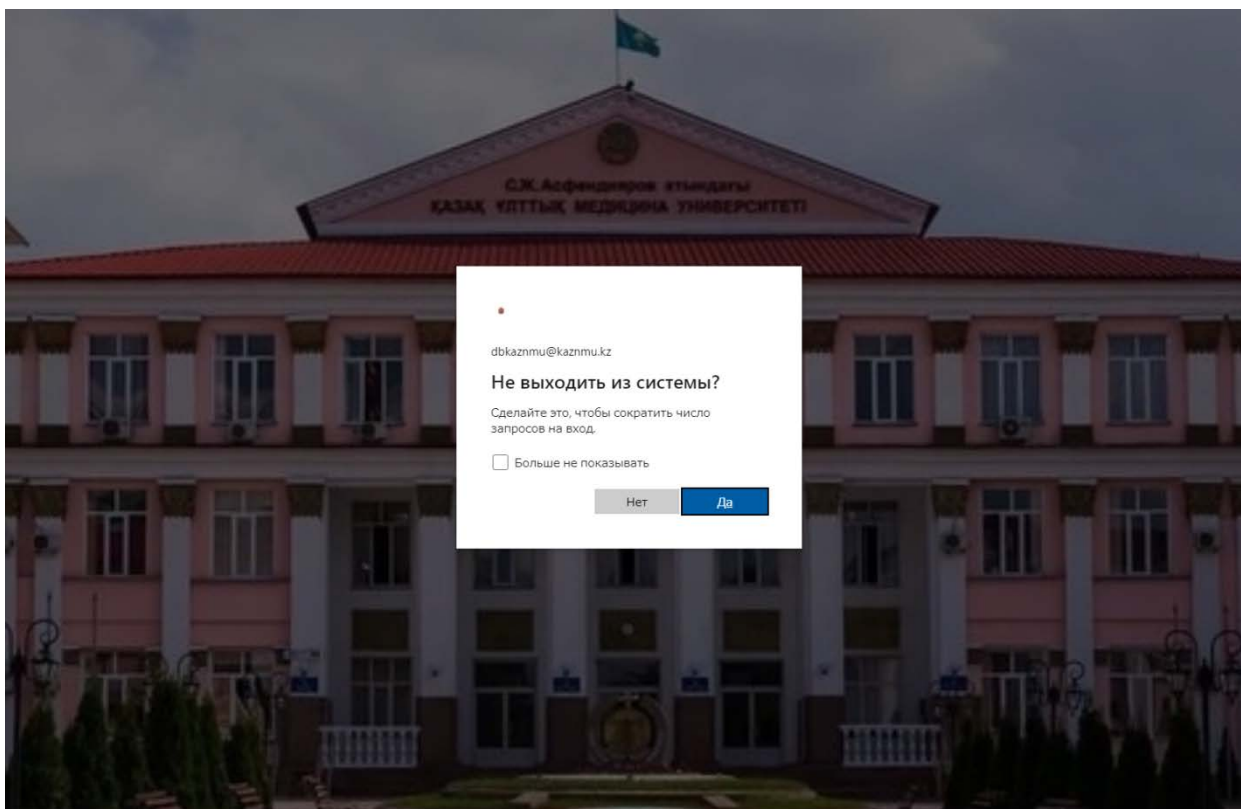 С.Ж.Асфендияров атындағы
ҚАЗАҚ ҰЛТТЫҚ МЕДИЦИНА УНИВЕРСИТЕТІ
dbkaznmu@kaznmu.kz
Не выходить из системы?
Сделайте это, чтобы сократить число
запросов на вход.
Больше не показывать
Нет
Да